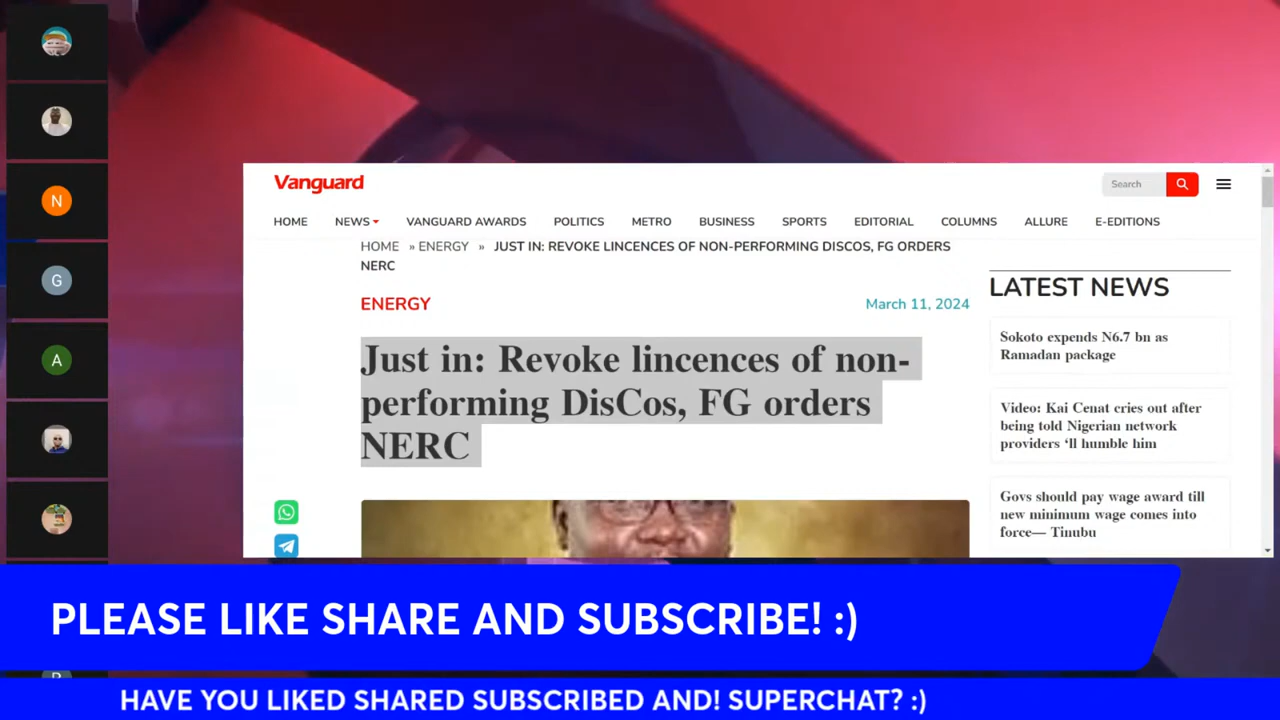 N
G
A
Vanguard
Search
HOME
NEWS
VANGUARD AWARDS
POLITICS
METRO
BUSINESS
SPORTS
EDITORIAL
COLUMNS
ALLURE
E-EDITIONS
HOME » ENERGY » JUST IN: REVOKE LINCENCES OF NON-PERFORMING DISCOS, FG ORDERS
NERC
ENERGY
March 11, 2024
Just in: Revoke lincences of non-
performing DisCos, FG orders
NERC
LATEST NEWS
Sokoto expends N6.7 bn as
Ramadan package
Video: Kai Cenat cries out after
being told Nigerian network
providers ‘ll humble him
Govs should pay wage award till
new minimum wage comes into
force— Tinubu
PLEASE LIKE SHARE AND SUBSCRIBE! :)
HAVE YOU LIKED SHARED SUBSCRIBED AND! SUPERCHAT? :)